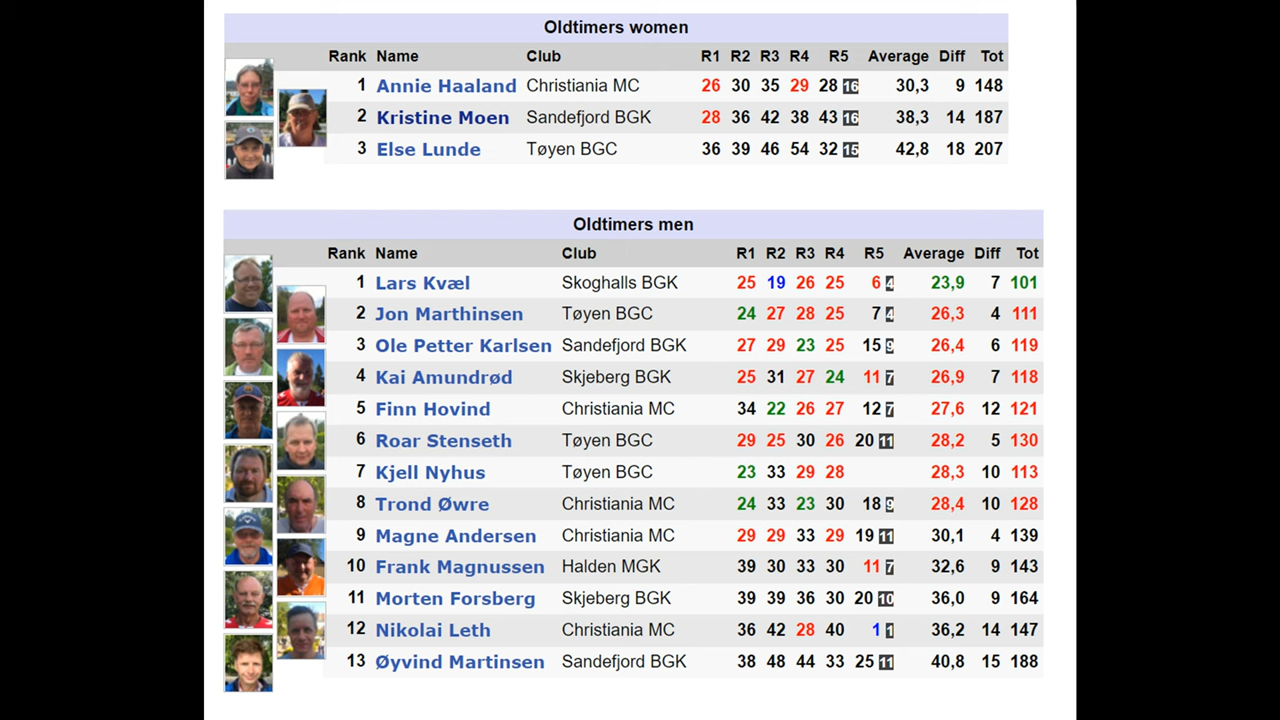 Oldtimers women
Rank Name Club R1 R2 R3 R4 R5 Average Diff Tot
1 Annie Haaland Christiania MC 26 30 35 29 28 16 30,3 9 148
2 Kristine Moen Sandefjord BGK 28 36 42 38 43 16 38,3 14 187
3 Else Lunde Tøyen BGC 36 39 46 54 32 15 42,8 18 207
Oldtimers men
Rank Name Club R1 R2 R3 R4 R5 Average Diff Tot
1 Lars Kvæl Skoghalls BGK 25 19 26 25 6 4 23,9 7 101
2 Jon Marthinsen Tøyen BGC 24 27 28 25 7 4 26,3 4 111
3 Ole Petter Karlsen Sandefjord BGK 27 29 23 25 15 9 26,4 6 119
4 Kai Amundrød Skjeberg BGK 25 31 27 24 11 7 26,9 7 118
5 Finn Hovind Christiania MC 34 22 26 27 12 7 27,6 12 121
6 Roar Stenseth Tøyen BGC 29 25 30 26 20 11 28,2 5 130
7 Kjell Nyhus Tøyen BGC 23 33 29 28 28,3 10 113
8 Trond Øwre Christiania MC 24 33 23 30 18 9 28,4 10 128
9 Magne Andersen Christiania MC 29 29 33 29 19 11 30,1 4 139
10 Frank Magnussen Halden MGK 39 30 33 30 11 7 32,6 9 143
11 Morten Forsberg Skjeberg BGK 39 39 36 30 20 10 36,0 9 164
12 Nikolai Leth Christiania MC 36 42 28 40 1 1 36,2 14 147
13 Øyvind Martinsen Sandefjord BGK 38 48 44 33 25 11 40,8 15 188